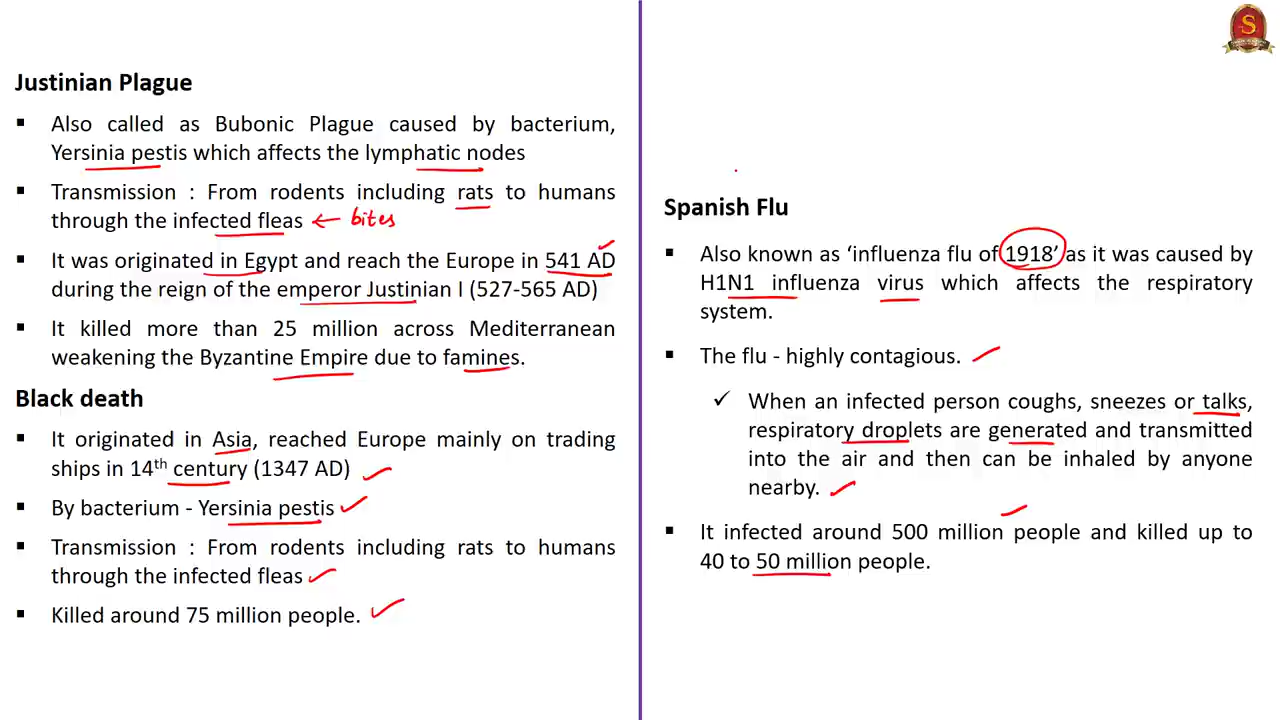 Justinian Plague
▪ Also called as Bubonic Plague caused by bacterium,
Yersinia pestis which affects the lymphatic nodes
▪ Transmission : From rodents including rats to humans
through the infected fleas ← bites
▪ It was originated in Egypt and reach the Europe in 541 AD
during the reign of the emperor Justinian I (527-565 AD)
▪ It killed more than 25 million across Mediterranean
weakening the Byzantine Empire due to famines.
Black death
▪ It originated in Asia, reached Europe mainly on trading
ships in 14th century (1347 AD)
▪ By bacterium - Yersinia pestis
▪ Transmission : From rodents including rats to humans
through the infected fleas
▪ Killed around 75 million people.
Spanish Flu
▪ Also known as ‘influenza flu of 1918’ as it was caused by
H1N1 influenza virus which affects the respiratory
system.
▪ The flu - highly contagious.
✓ When an infected person coughs, sneezes or talks,
respiratory droplets are generated and transmitted
into the air and then can be inhaled by anyone
nearby.
▪ It infected around 500 million people and killed up to
40 to 50 million people.
S